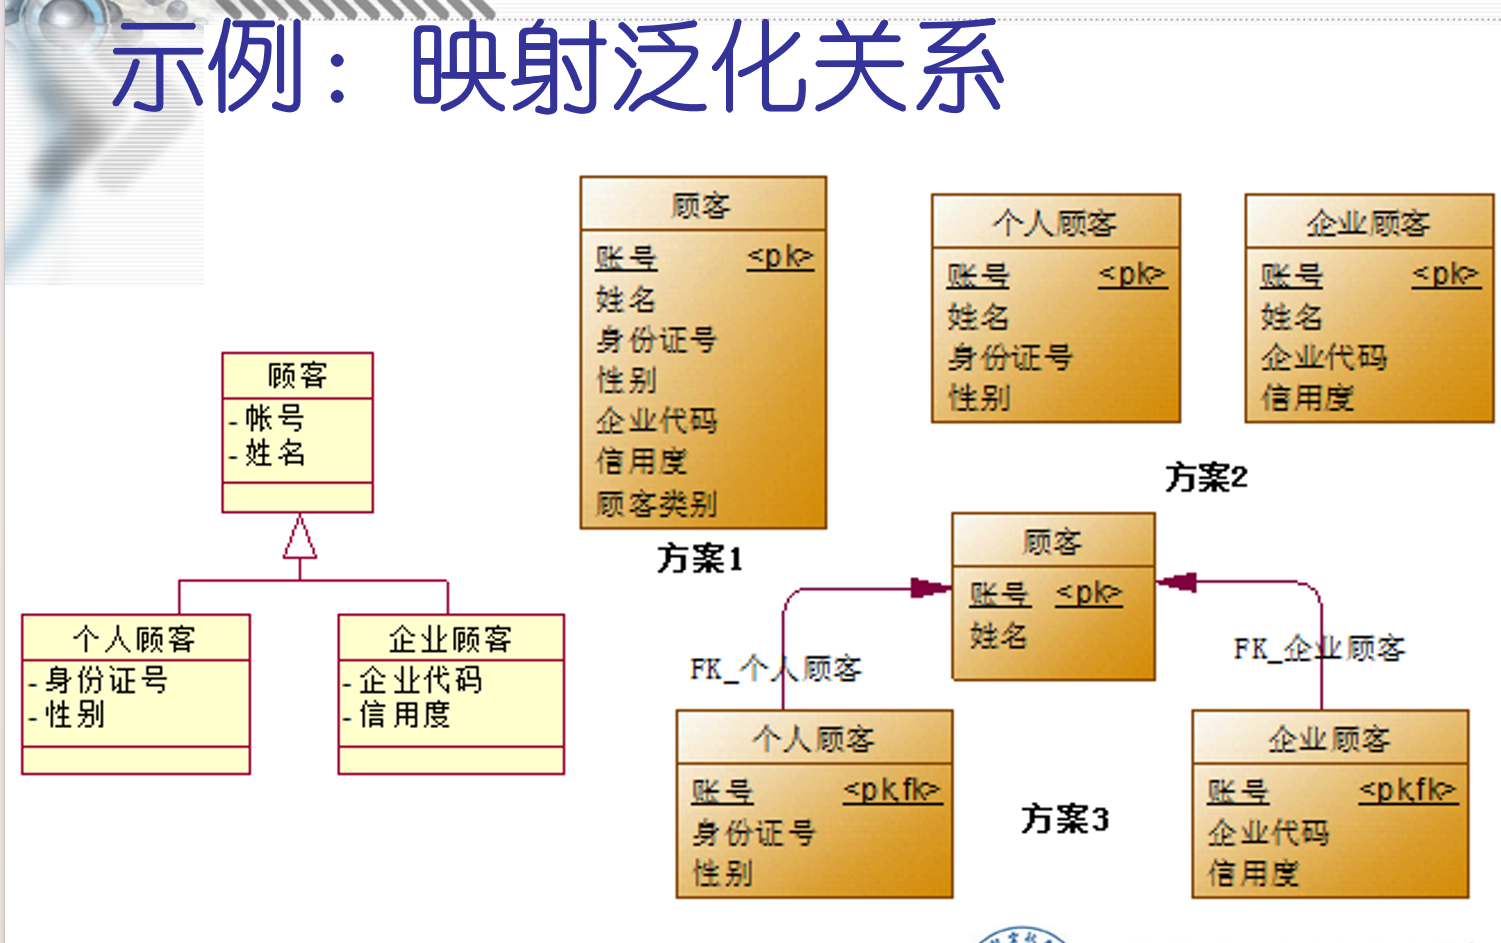 示例：映射泛化关系
顾客
- 帐号
- 姓名
个人顾客
- 身份证号
- 性别
企业顾客
- 企业代码
- 信用度
顾客
账号 <pk>
姓名
身份证号
性别
企业代码
信用度
顾客类别
方案1
个人顾客
账号 <pk>
姓名
身份证号
性别
企业顾客
账号 <pk>
姓名
企业代码
信用度
方案2
顾客
账号 <pk>
姓名
FK_个人顾客
FK_企业顾客
个人顾客
账号 <pk,fk>
身份证号
性别
企业顾客
账号 <pk,fk>
企业代码
信用度
方案3